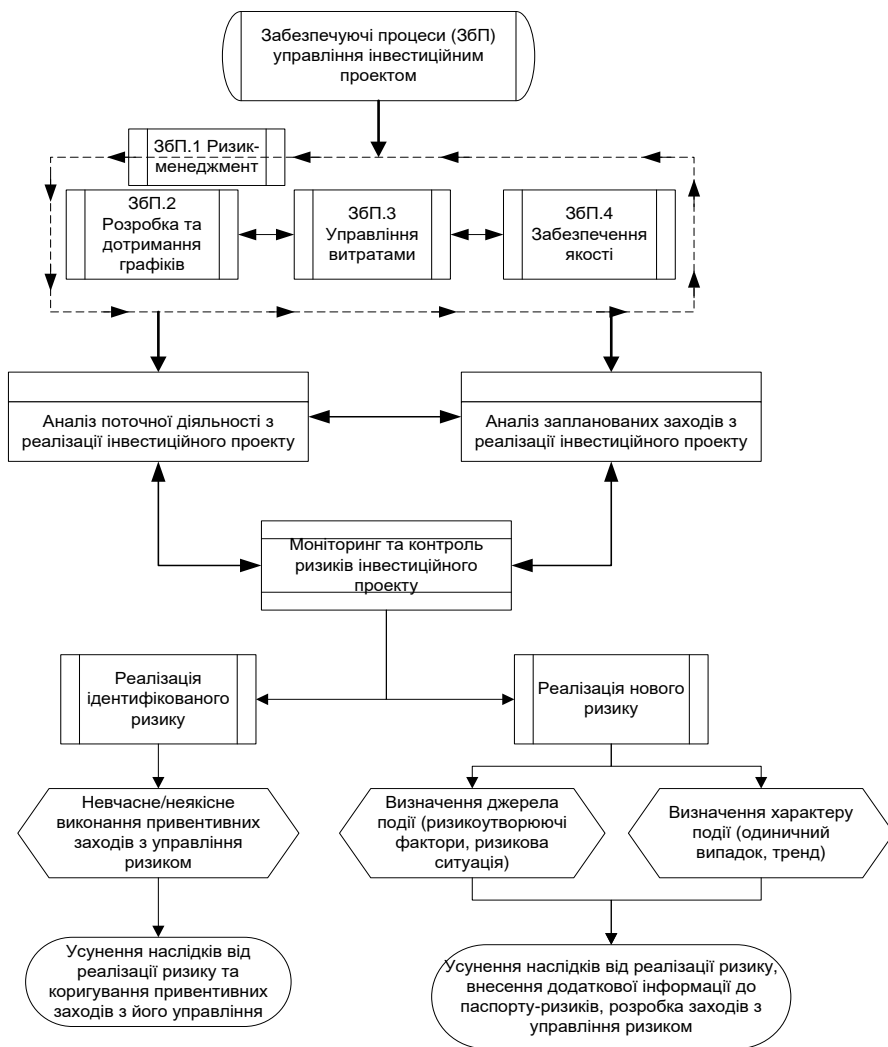 Забезпечуючі процеси (ЗбП)
управління інвестиційним
проектом
ЗбП.1 Ризик-
менеджмент
ЗбП.2
Розробка та
дотримання
графіків
ЗбП.3
Управління
витратами
ЗбП.4
Забезпечення
якості
Аналіз поточної діяльності з
реалізації інвестиційного проекту
Аналіз запланованих заходів з
реалізації інвестиційного проекту
Моніторинг та контроль
ризиків інвестиційного
проекту
Реалізація
ідентифікованого
ризику
Реалізація нового
ризику
Невчасне/неякісне
виконання привентивних
заходів з управління
ризиком
Визначення джерела
події (ризикоутворюючі
фактори, ризикова
ситуація)
Визначення характеру
події (одиничний
випадок, тренд)
Усунення наслідків від
реалізації ризику та
коригування привентивних
заходів з його управління
Усунення наслідків від реалізації ризику,
внесення додаткової інформації до
паспорту-ризиків, розробка заходів з
управління ризиком